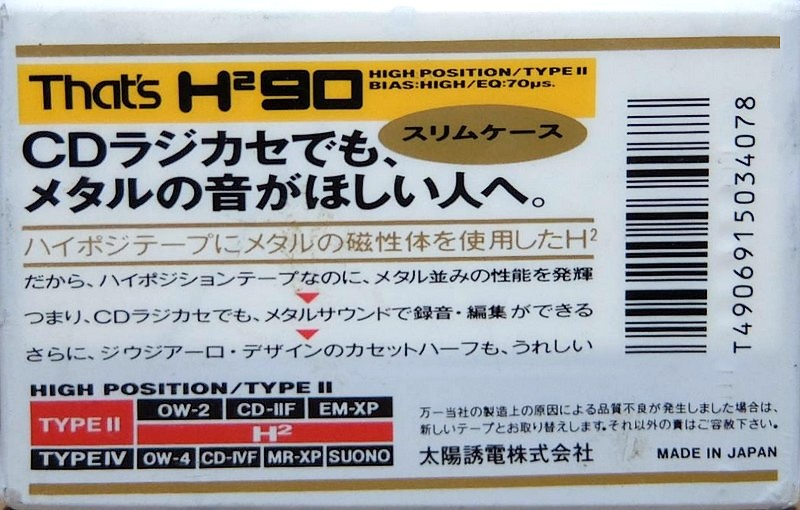 That's H²90
HIGH POSITION/TYPE II
BIAS:HIGH/EQ:70μs.
スリムケース
CDラジカセでも、
メタルの音がほしい人へ。
ハイポジテープにメタルの磁性体を使用したH²
だから、ハイポジションテープなのに、メタル並みの性能を発輝
つまり、CDラジカセでも、メタルサウンドで録音・編集ができる
さらに、ジウジアーロ・デザインのカセットハーフも、うれしい
HIGH POSITION/TYPE II
TYPE II
OW-2 CD-IIF EM-XP
H²
TYPE IV OW-4 CD-IVF MR-XP SUONO
万一当社の製造上の原因による品質不良が発生しました場合は、
新しいテープとお取り替えします。それ以外の責はご容赦下さい。
太陽誘電株式会社
MADE IN JAPAN
T4906915034078